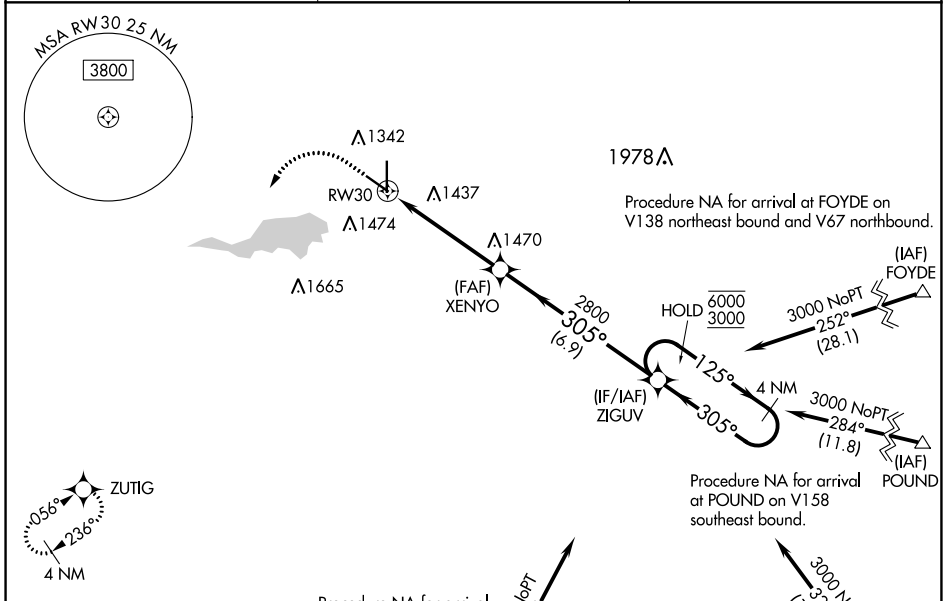 MSA RW30 25 NM
3800
1342
1978
RW30
1437
1474
Procedure NA for arrival at FOYDE on
V138 northeast bound and V67 northbound.
1470
1665
(FAF)
XENYO
(IAF)
FOYDE
3000 NoPT
252°
(28.1)
HOLD
6000
3000
2800
305°
(6.9)
125°
4 NM
(IF/IAF)
ZIGUV
305°
3000 NoPT
284°
(11.8)
(IAF)
POUND
Procedure NA for arrival
at POUND on V158
southeast bound.
ZUTIG
056°
236°
4 NM
NoPT
3000